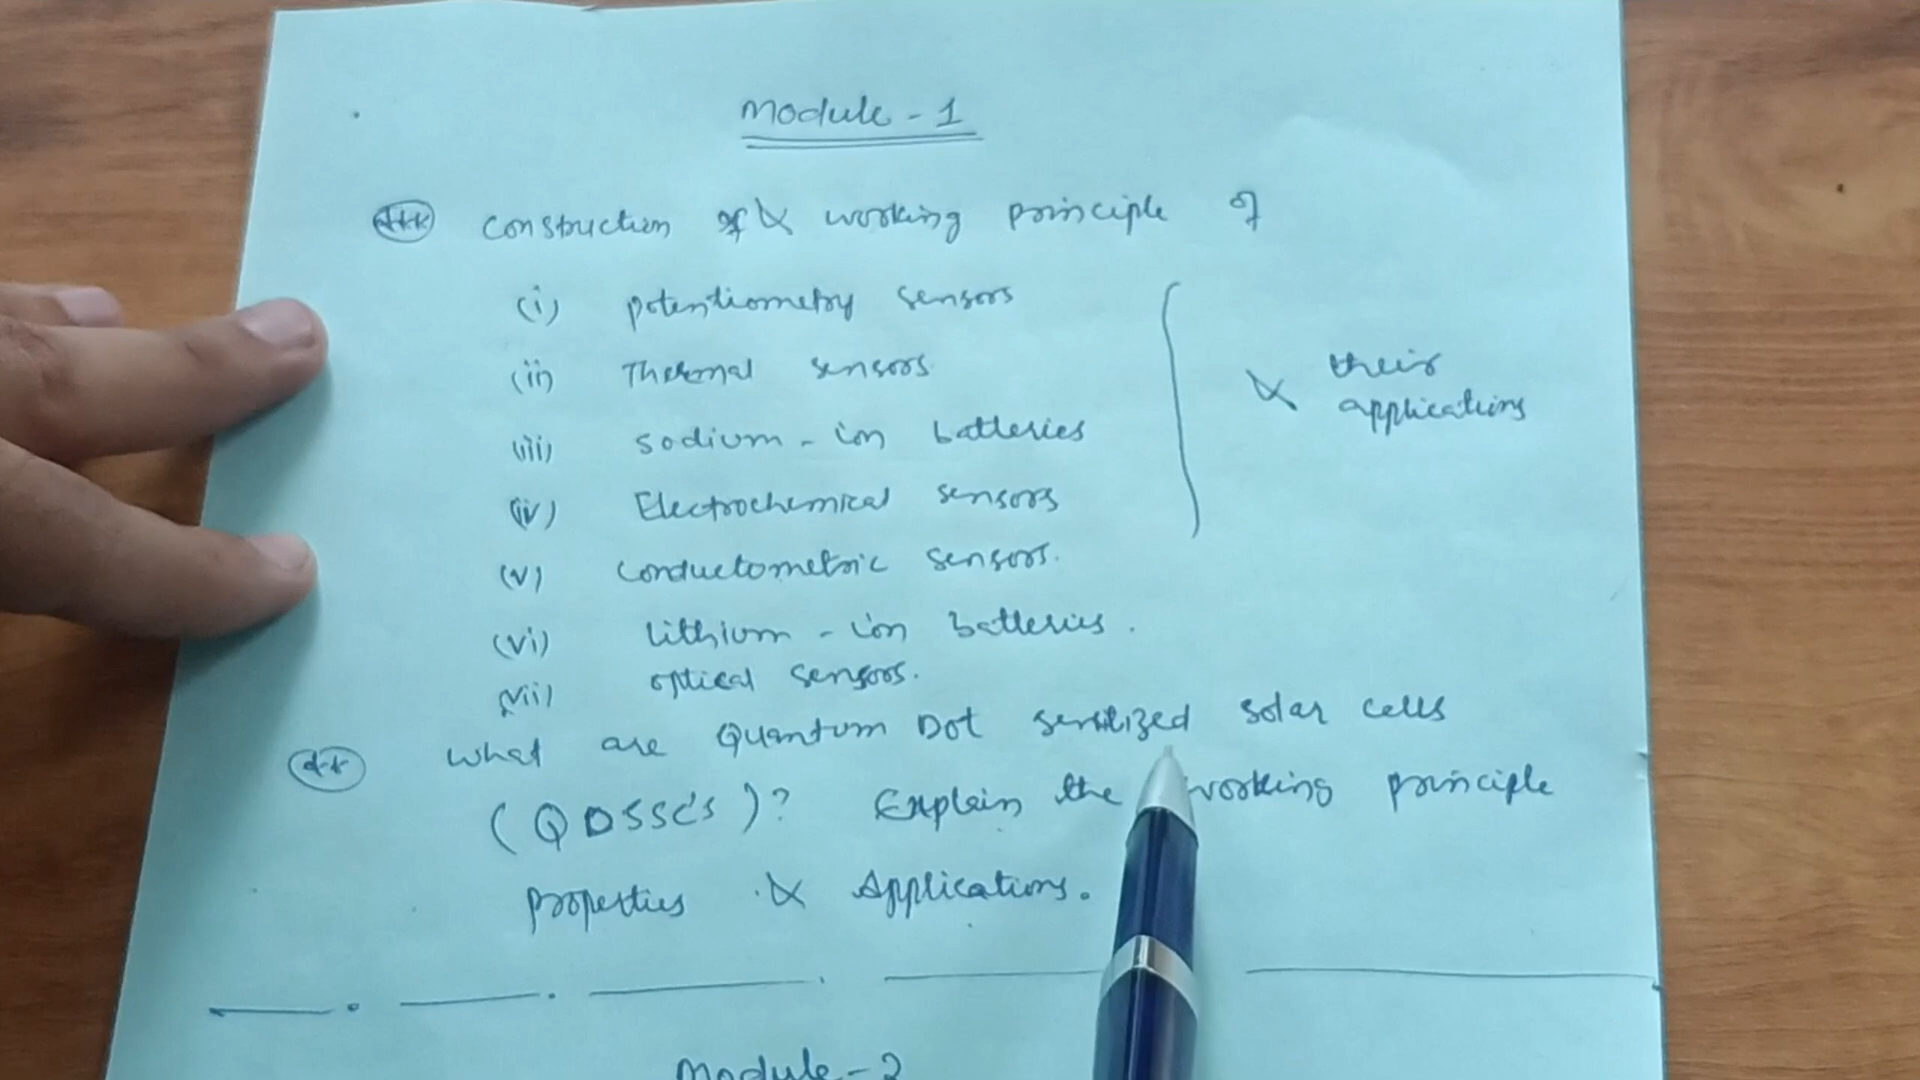 Module - 1
*** Construction & working principle of
(i) potentiometry sensors
(ii) Thermal sensors
& their applications
(iii) sodium - ion batteries
(iv) Electrochemical sensors
(v) conductometric sensors.
(vi) lithium - ion batteries.
(vii) optical sensors.
** what are Quantum Dot sensitized solar cells
(QDSSC's)? Explain the working principle
properties & Applications.
Module - 2